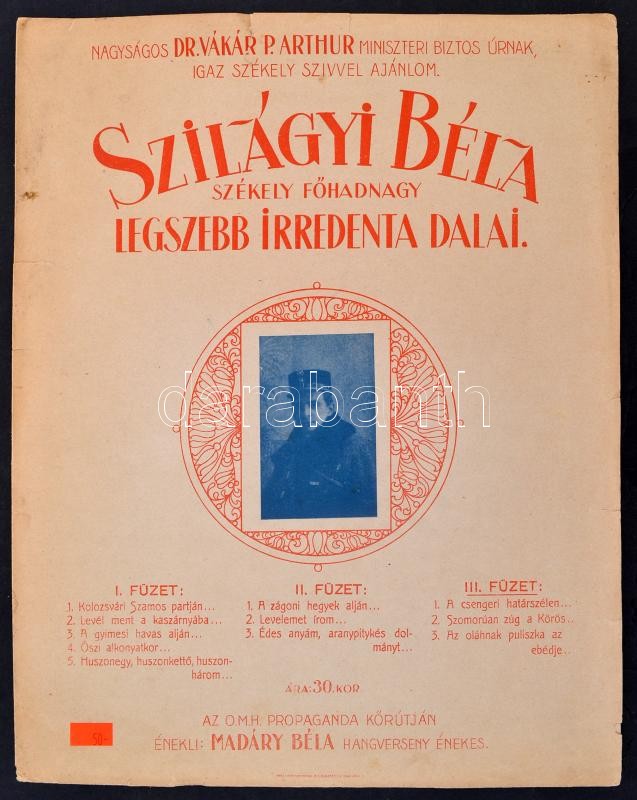 NAGYSÁGOS DR. VÁKÁR P. ARTHUR MINISZTERI BIZTOS ÚRNAK,
IGAZ SZÉKELY SZIVVEL AJÁNLOM.
SZILÁGYI BÉLA
SZÉKELY FŐHADNAGY
LEGSZEBB IRREDENTA DALAI.
darabanth
I. FÜZET:
1. Kolozsvári Szamos partján...
2. Levél ment a kaszárnyába...
3. A gyimesi havas alján...
4. Őszi alkonyatkor...
5. Huszonegy, huszonkettő, huszon-
három...
II. FÜZET:
1. A zágoni hegyek alján...
2. Levelemet írom...
3. Édes anyám, aranypitykés dol-
mányt...
III. FÜZET:
1. A csengeri határszélen...
2. Szomorúan zúg a Körös..
3. Az oláhnak puliszka az
ebédje..
ÁRA: 30. KOR.
AZ O.M.H. PROPAGANDA KŐRÚTJÁN
ÉNEKLI: MADÁRY BÉLA HANGVERSENY ÉNEKES.
50-